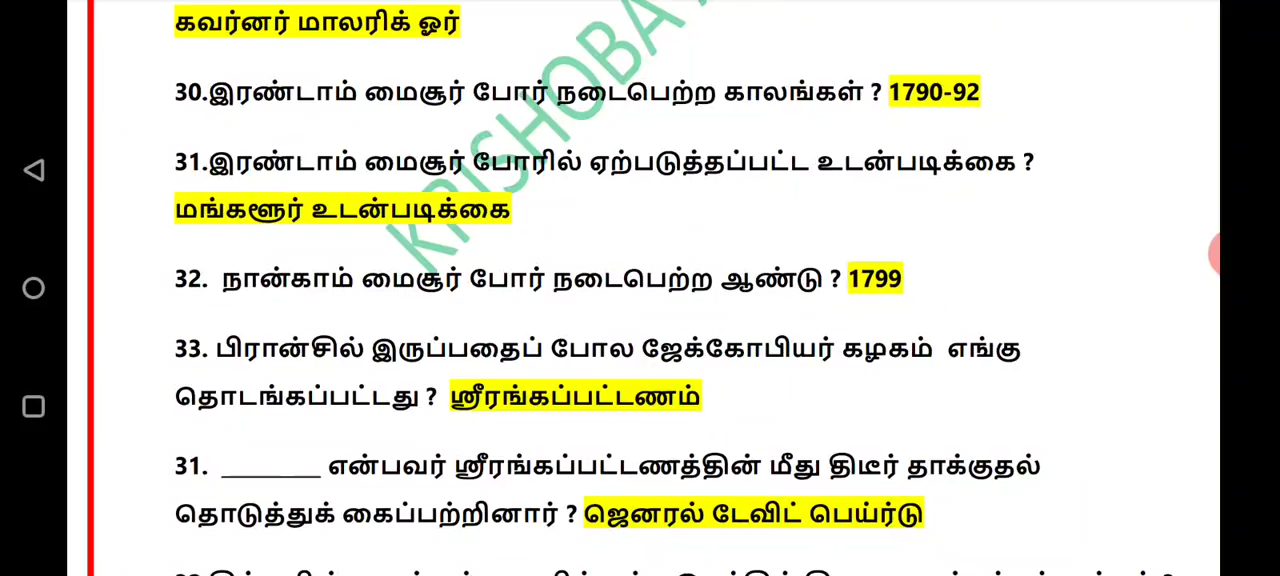 கவர்னர் மாலரிக் ஓர்
30.இரண்டாம் மைசூர் போர் நடைபெற்ற காலங்கள் ? 1790-92
31.இரண்டாம் மைசூர் போரில் ஏற்படுத்தப்பட்ட உடன்படிக்கை ?
மங்களூர் உடன்படிக்கை
32. நான்காம் மைசூர் போர் நடைபெற்ற ஆண்டு ? 1799
33. பிரான்சில் இருப்பதைப் போல ஜேக்கோபியர் கழகம் எங்கு
தொடங்கப்பட்டது ? ஸ்ரீரங்கப்பட்டணம்
31. ________ என்பவர் ஸ்ரீரங்கப்பட்டணத்தின் மீது திடீர் தாக்குதல்
தொடுத்துக் கைப்பற்றினார் ? ஜெனரல் டேவிட் பெய்ர்டு
KRISHOBA